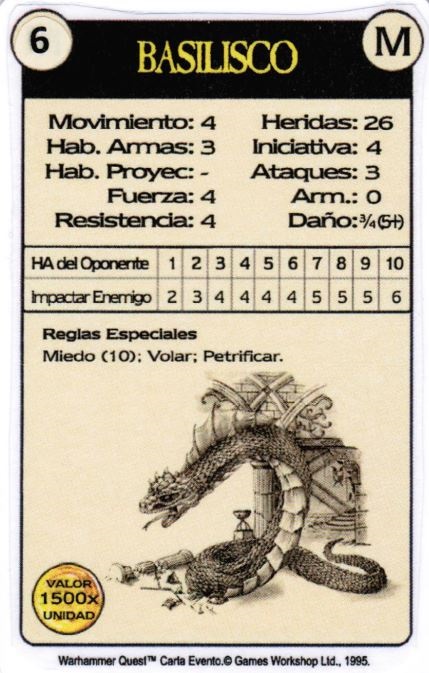 6
BASILISCO
M
Movimiento: 4 Heridas: 26
Hab. Armas: 3 Iniciativa: 4
Hab. Proyec: - Ataques: 3
Fuerza: 4 Arm.: 0
Resistencia: 4 Daño: ¾ (5+)
HA del Oponente 1 2 3 4 5 6 7 8 9 10
Impactar Enemigo 2 3 4 4 4 4 5 5 5 6
Reglas Especiales
Miedo (10); Volar; Petrificar.
VALOR
1500x
UNIDAD
Warhammer Quest™ Carta Evento.© Games Workshop Ltd., 1995.